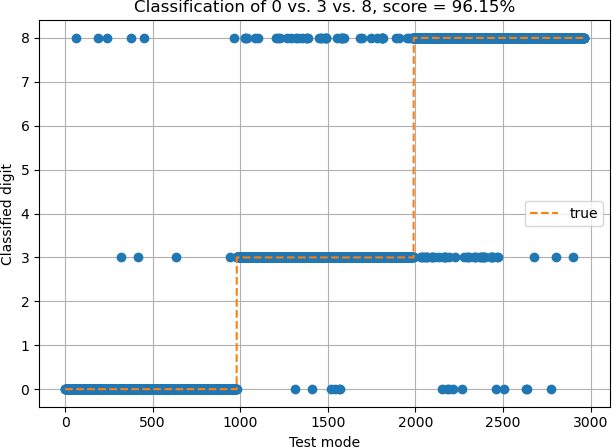 Classification of 0 vs. 3 vs. 8, score = 96.15%
Classified digit
8
7
6
5
4
3
2
1
0
true
0 500 1000 1500 2000 2500 3000
Test mode